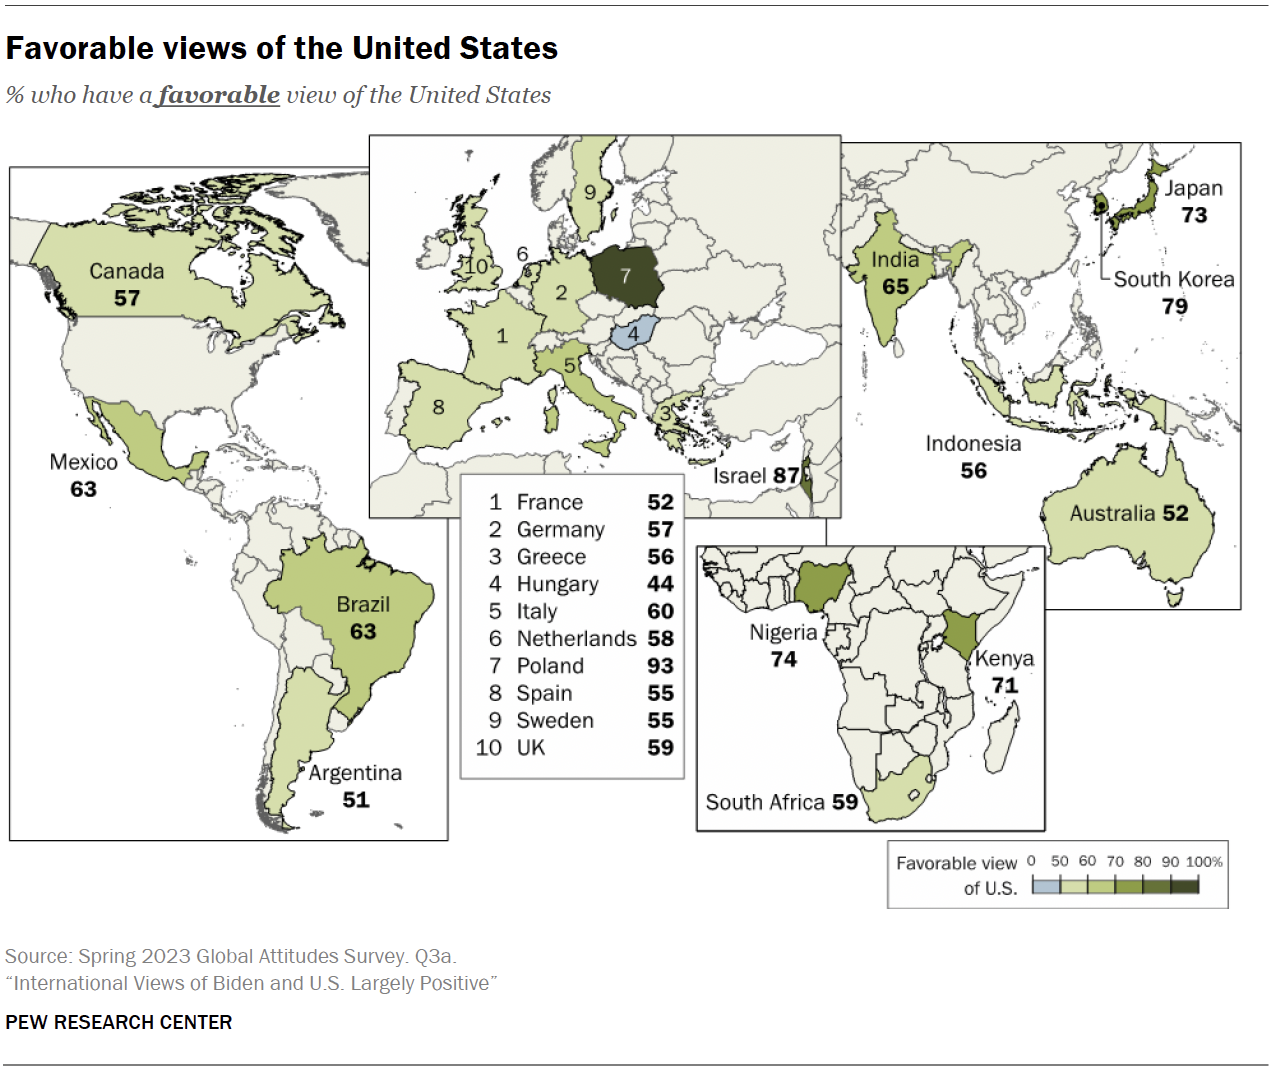 Favorable views of the United States
% who have a favorable view of the United States
Canada
57
Mexico
63
Brazil
63
Argentina
51
9
10
6
7
2
1
4
5
8
3
Israel 87
1 France 52
2 Germany 57
3 Greece 56
4 Hungary 44
5 Italy 60
6 Netherlands 58
7 Poland 93
8 Spain 55
9 Sweden 55
10 UK 59
Japan
73
India
65
South Korea
79
Indonesia
56
Australia 52
Nigeria
74
Kenya
71
South Africa 59
Favorable view 0 50 60 70 80 90 100%
of U.S.
Source: Spring 2023 Global Attitudes Survey. Q3a.
“International Views of Biden and U.S. Largely Positive”
PEW RESEARCH CENTER